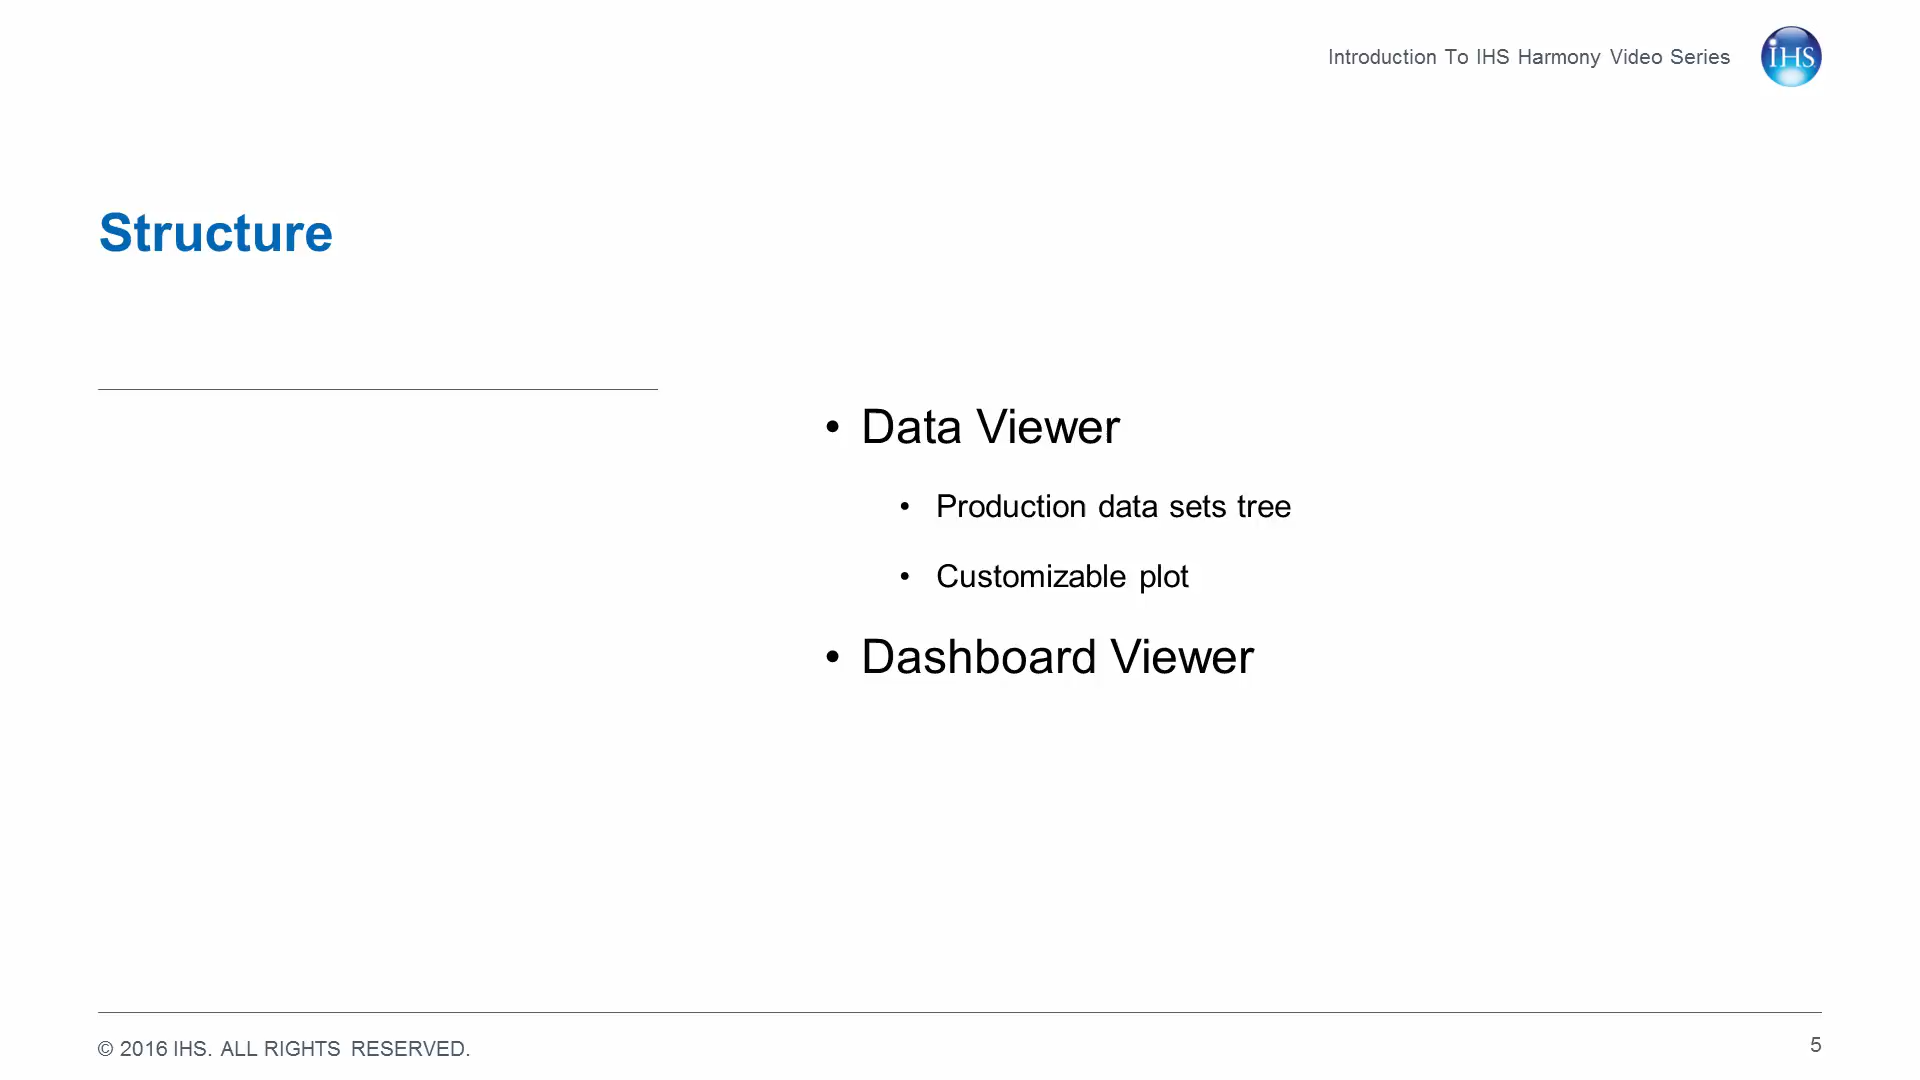 Introduction To IHS Harmony Video Series
IHS
Structure
• Data Viewer
• Production data sets tree
• Customizable plot
• Dashboard Viewer
© 2016 IHS. ALL RIGHTS RESERVED.
5